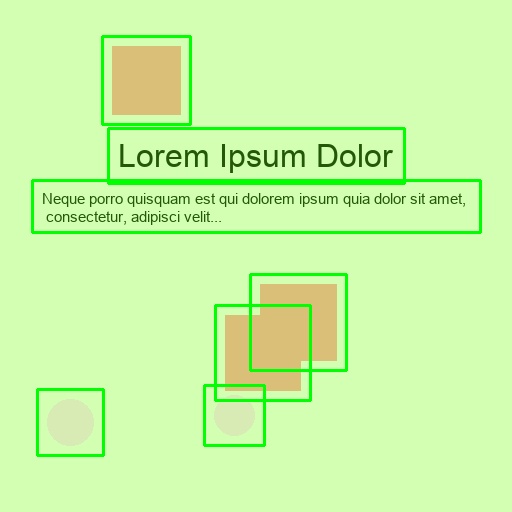 Lorem Ipsum Dolor
Neque porro quisquam est qui dolorem ipsum quia dolor sit amet,
consectetur, adipisci velit...